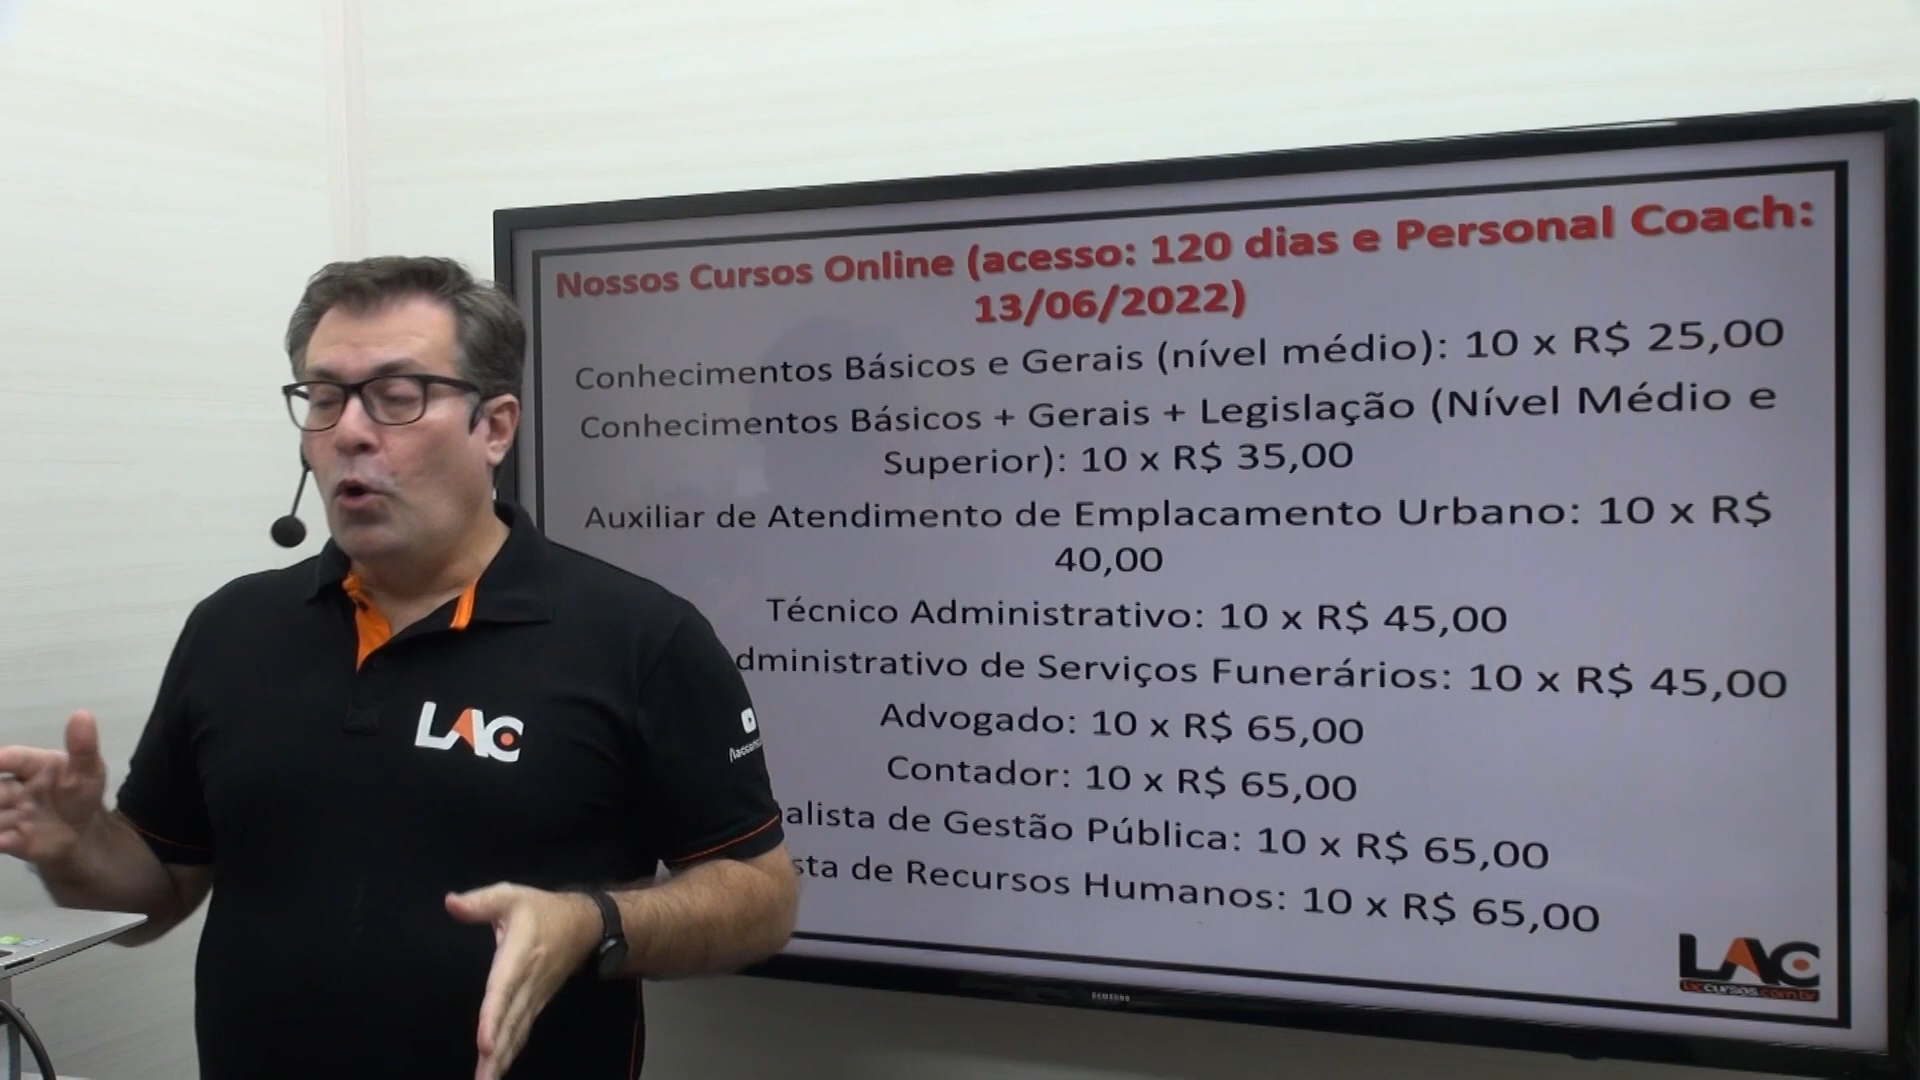 Nossos Cursos Online (acesso: 120 dias e Personal Coach:
13/06/2022)
Conhecimentos Básicos e Gerais (nível médio): 10 x R$ 25,00
Conhecimentos Básicos + Gerais + Legislação (Nível Médio e
Superior): 10 x R$ 35,00
Auxiliar de Atendimento de Emplacamento Urbano: 10 x R$
40,00
Técnico Administrativo: 10 x R$ 45,00
dministrativo de Serviços Funerários: 10 x R$ 45,00
Advogado: 10 x R$ 65,00
Contador: 10 x R$ 65,00
alista de Gestão Pública: 10 x R$ 65,00
sta de Recursos Humanos: 10 x R$ 65,00
LAC
laccursos.com.br
SAMSUNG
LAC